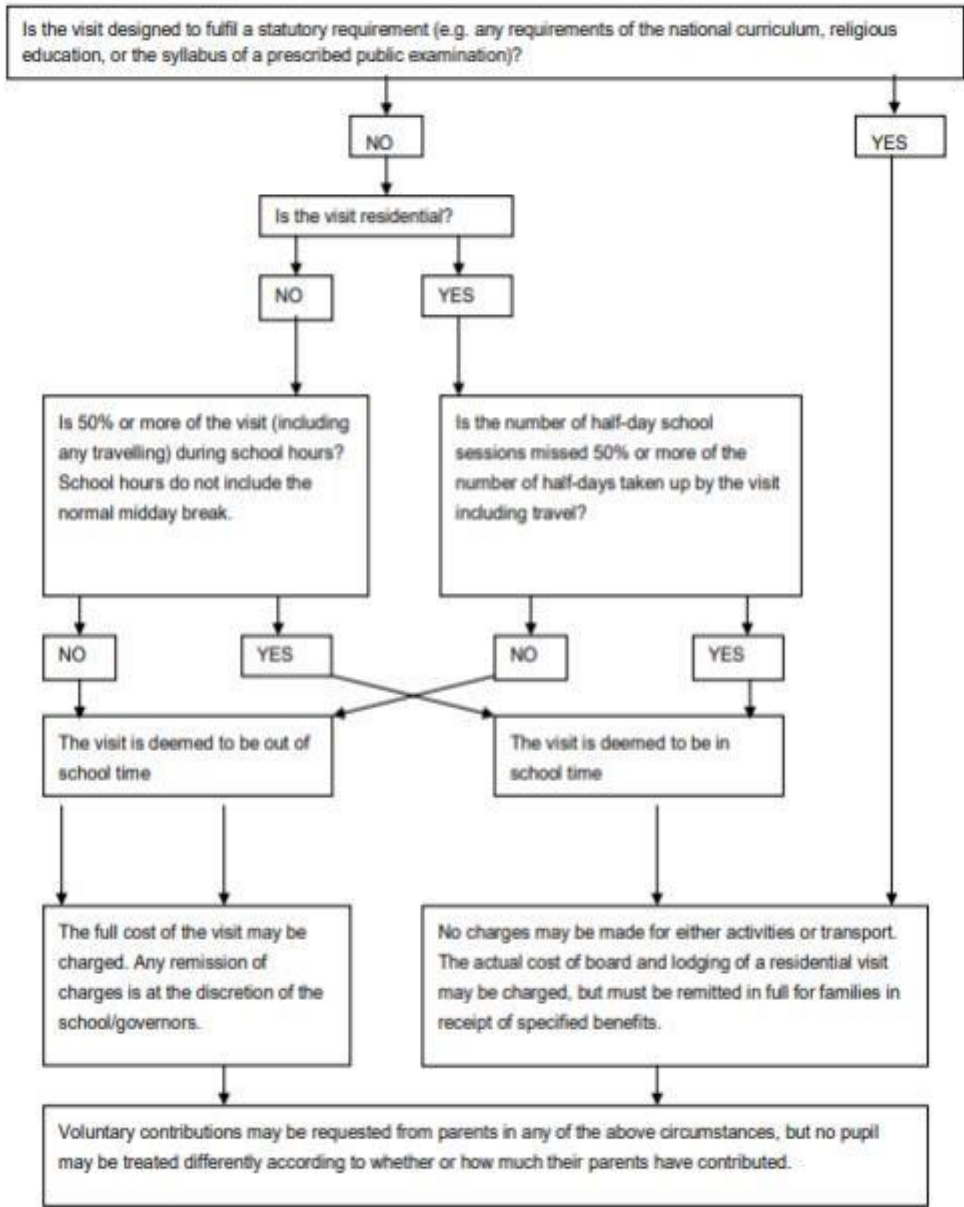 Is the visit designed to fulfil a statutory requirement (e.g. any requirements of the national curriculum, religious
education, or the syllabus of a prescribed public examination)?
NO
YES
Is the visit residential?
NO
YES
Is 50% or more of the visit (including
any travelling) during school hours?
School hours do not include the
normal midday break.
Is the number of half-day school
sessions missed 50% or more of the
number of half-days taken up by the visit
including travel?
NO
YES
NO
YES
The visit is deemed to be out of
school time
The visit is deemed to be in
school time
The full cost of the visit may be
charged. Any remission of
charges is at the discretion of the
school/governors.
No charges may be made for either activities or transport.
The actual cost of board and lodging of a residential visit
may be charged, but must be remitted in full for families in
receipt of specified benefits.
Voluntary contributions may be requested from parents in any of the above circumstances, but no pupil
may be treated differently according to whether or how much their parents have contributed.